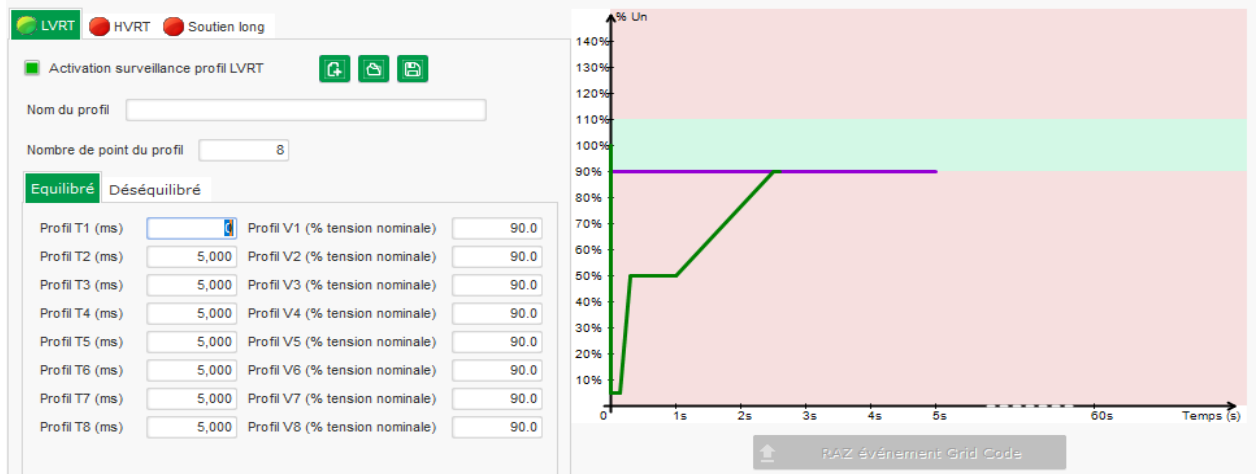 LVRT HVRT Soutien long
Activation surveillance profil LVRT
Nom du profil
Nombre de point du profil 8
Equilibré Déséquilibré
Profil T1 (ms) 0 Profil V1 (% tension nominale) 90.0
Profil T2 (ms) 5,000 Profil V2 (% tension nominale) 90.0
Profil T3 (ms) 5,000 Profil V3 (% tension nominale) 90.0
Profil T4 (ms) 5,000 Profil V4 (% tension nominale) 90.0
Profil T5 (ms) 5,000 Profil V5 (% tension nominale) 90.0
Profil T6 (ms) 5,000 Profil V6 (% tension nominale) 90.0
Profil T7 (ms) 5,000 Profil V7 (% tension nominale) 90.0
Profil T8 (ms) 5,000 Profil V8 (% tension nominale) 90.0
% Un
140%
130%
120%
110%
100%
90%
80%
70%
60%
50%
40%
30%
20%
10%
0 1s 2s 3s 4s 5s 60s Temps (s)
RAZ événement Grid Code